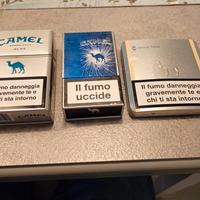 CAMEL
BLUE
Il fumo danneggia
gravemente te e
chi ti sta intorno
Il fumo
uccide
Il fumo danneggia
gravemente te e
chi ti sta intorno